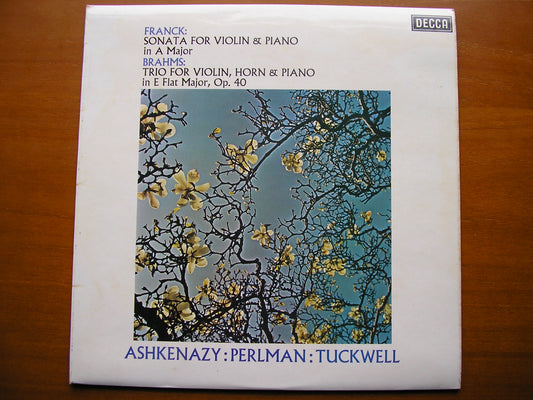 FRANCK:
SONATA FOR VIOLIN & PIANO
in A Major
BRAHMS:
TRIO FOR VIOLIN, HORN & PIANO
in E Flat Major, Op. 40
DECCA
ASHKENAZY : PERLMAN : TUCKWELL